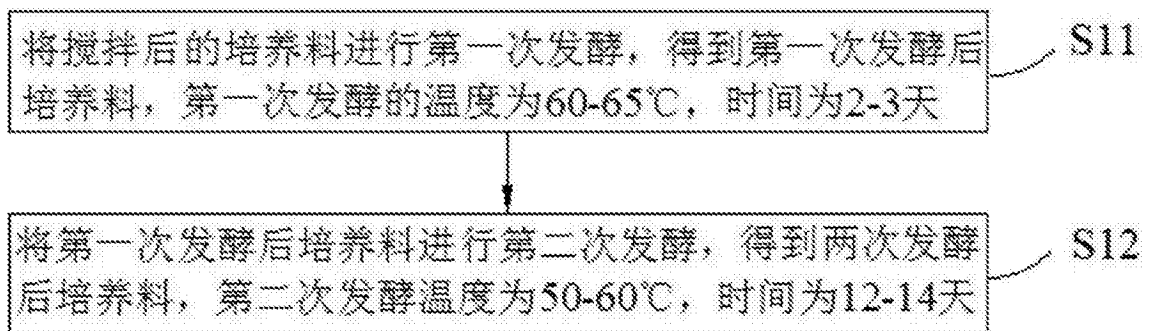 将搅拌后的培养料进行第一次发酵，得到第一次发酵后
培养料，第一次发酵的温度为60-65℃，时间为2-3天
S11
将第一次发酵后培养料进行第二次发酵，得到两次发酵
后培养料，第二次发酵温度为50-60℃，时间为12-14天
S12